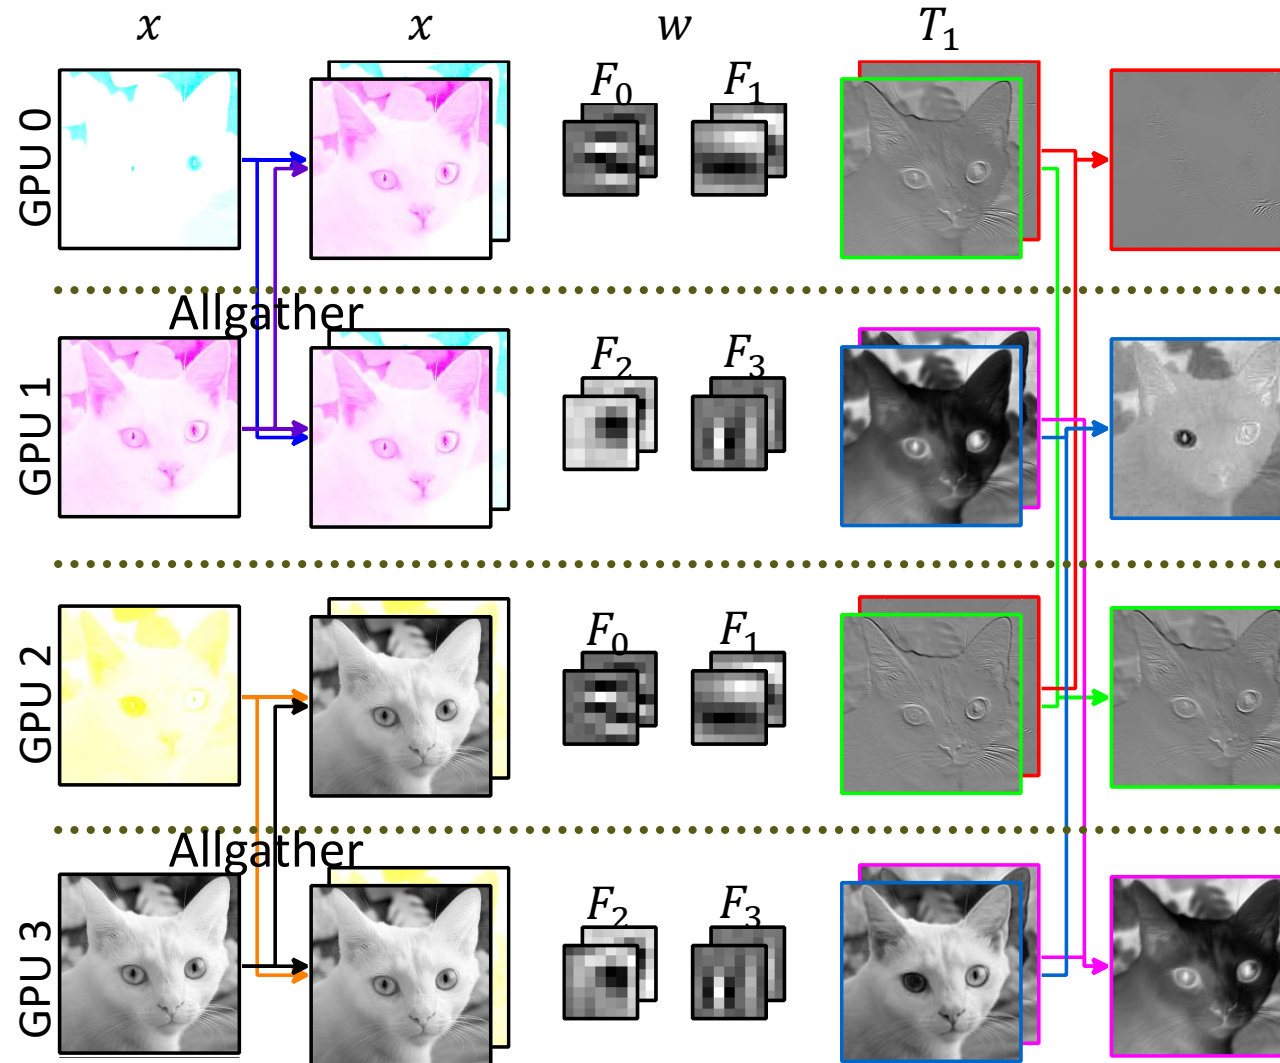 x x w T₁
GPU 0
F₀ F₁
Allgather
GPU 1
F₂ F₃
GPU 2
F₀ F₁
Allgather
GPU 3
F₂ F₃